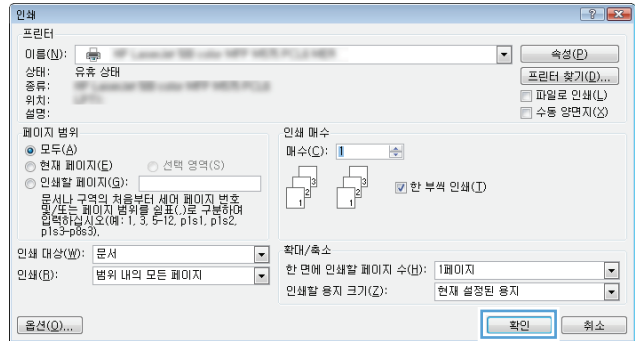 인쇄
프린터
이름(N):
속성(P)
상태: 유휴 상태
프린터 찾기(D)...
종류:
위치:
파일로 인쇄(L)
설명:
수동 양면지(X)
페이지 범위
인쇄 매수
모두(A)
매수(C): 1
현재 페이지(E) 선택 영역(S)
인쇄할 페이지(G):
한 부씩 인쇄(T)
문서나 구역의 처음부터 세어 페이지 번호
및/또는 페이지 범위를 쉼표(,)로 구분하여
입력하십시오(예: 1, 3, 5-12, p1s1, p1s2,
p1s3-p8s3).
3 3
2 2
1 1
인쇄 대상(W): 문서
인쇄(R): 범위 내의 모든 페이지
확대/축소
한 면에 인쇄할 페이지 수(H): 1페이지
인쇄할 용지 크기(Z): 현재 설정된 용지
옵션(O)...
확인
취소